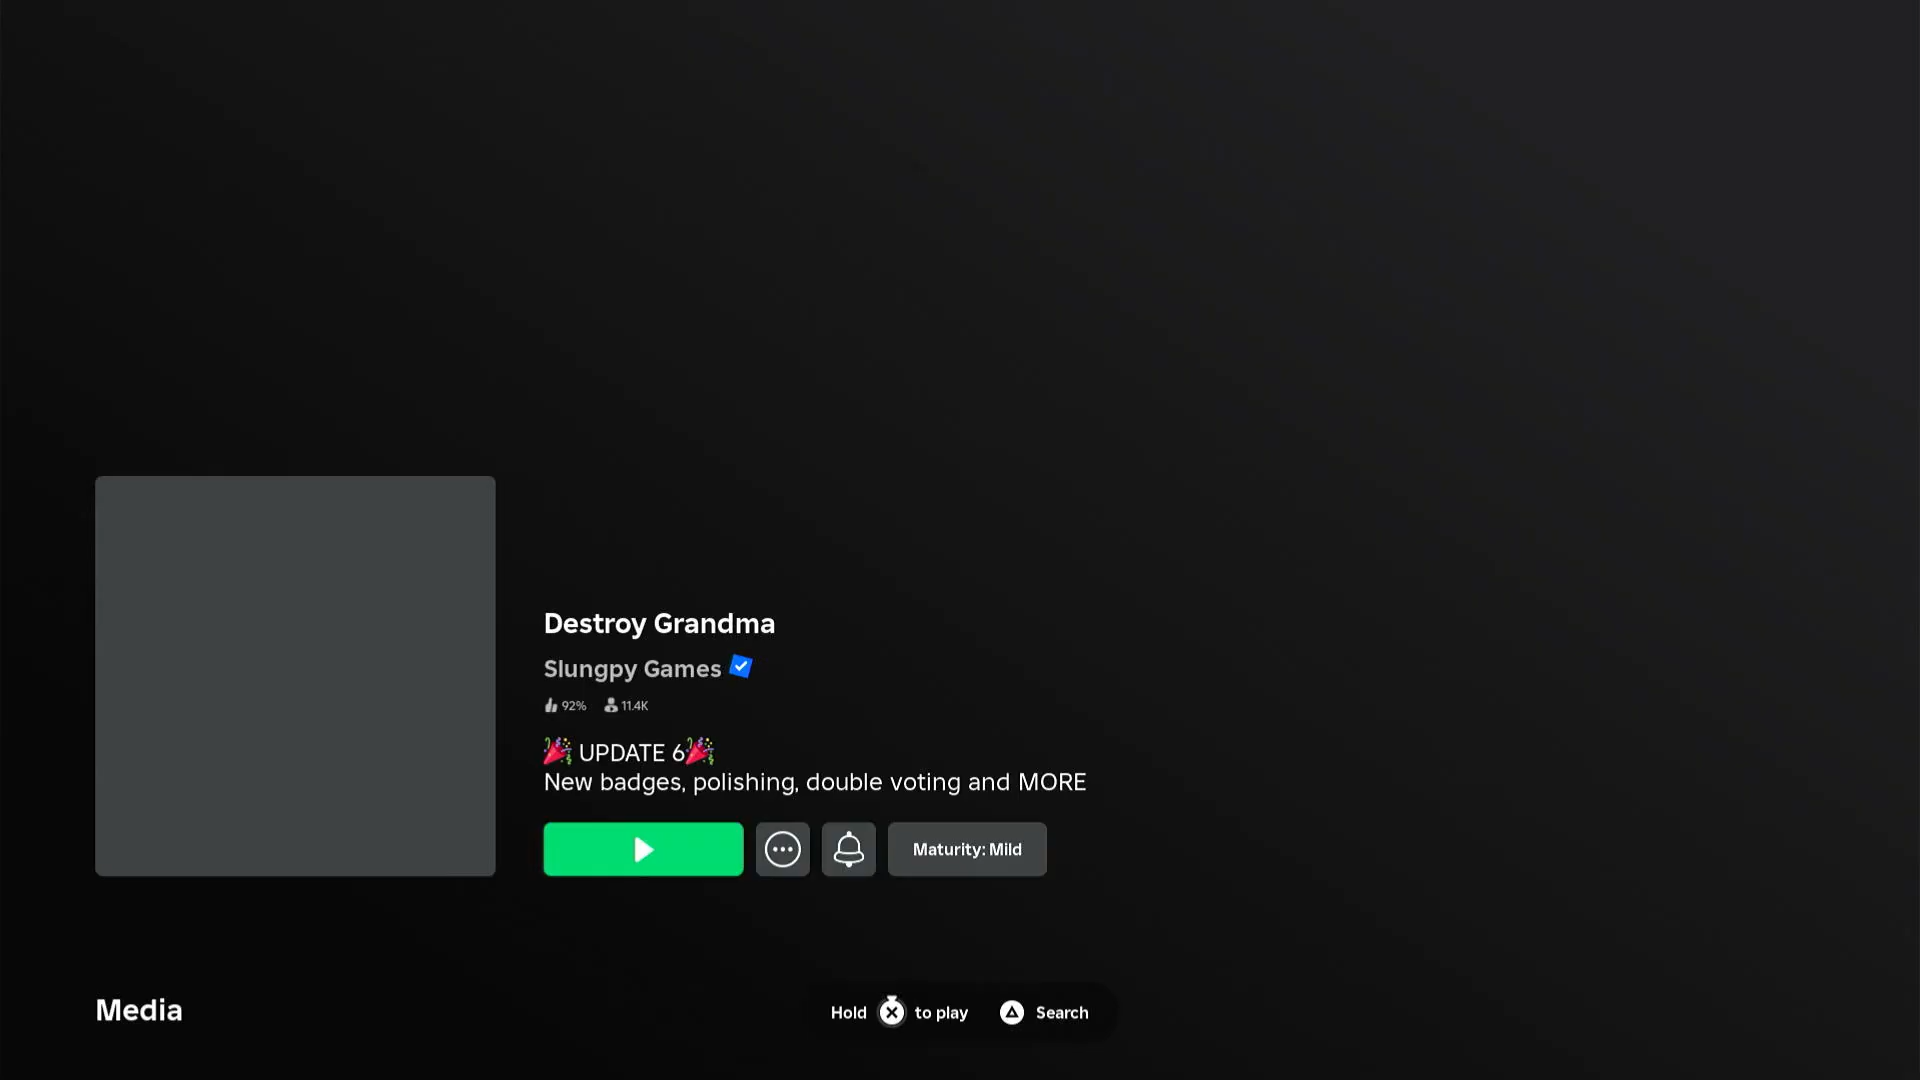 Destroy Grandma
Slungpy Games
92% 11.4K
🎉 UPDATE 6🎉
New badges, polishing, double voting and MORE
Maturity: Mild
Media
Hold to play Search